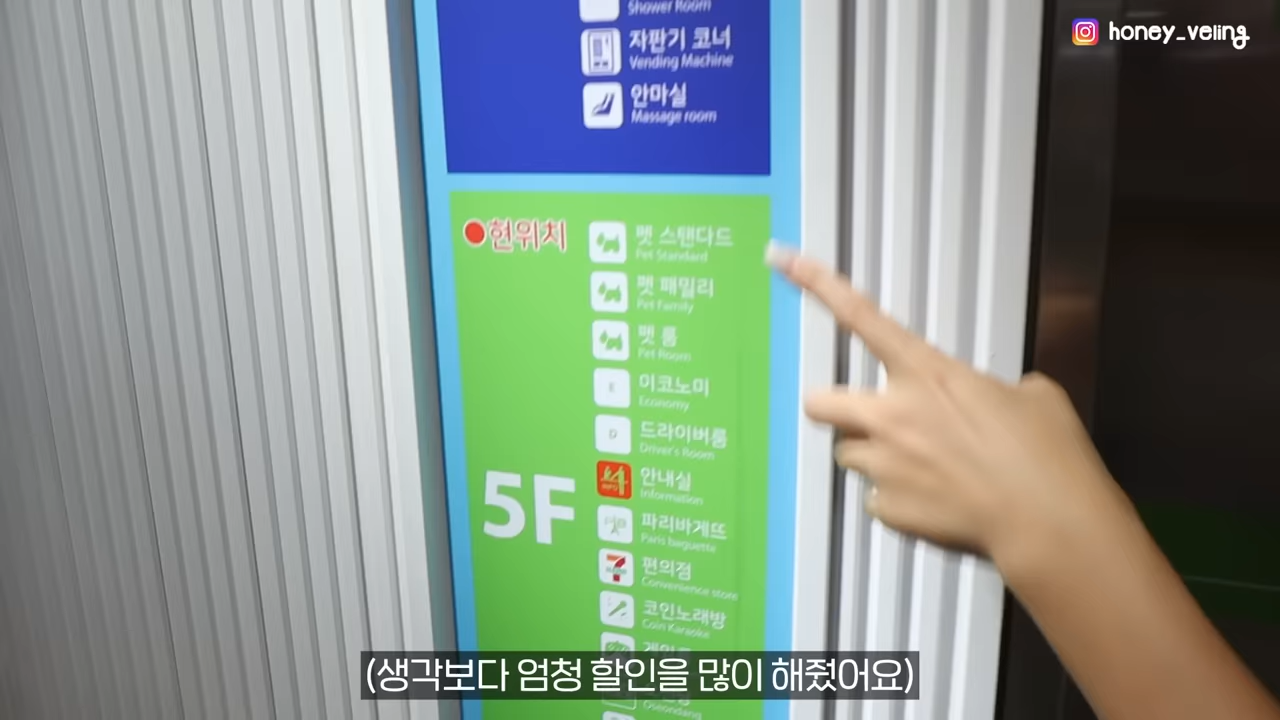 Shower Room
honey_veling
자판기 코너
Vending Machine
안마실
Massage room
현위치
펫 스탠다드
Pet Standard
펫 패밀리
Pet Family
펫 룸
Pet Room
E
이코노미
Economy
D
드라이버룸
Driver's Room
5F
안내실
Information
파리바게뜨
Paris baguette
7
편의점
Convenience store
코인노래방
Coin Karaoke
Oseondang
(생각보다 엄청 할인을 많이 해줬어요)